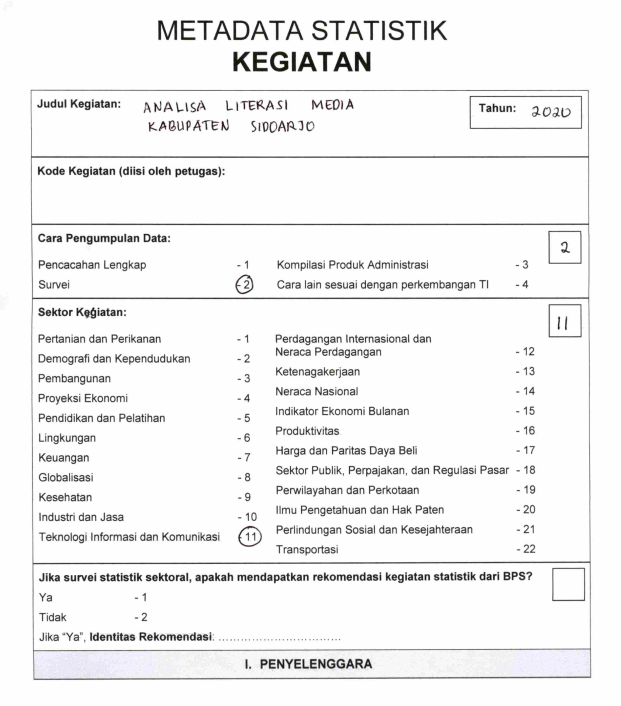 METADATA STATISTIK
KEGIATAN
Judul Kegiatan: ANALISA LITERASI MEDIA
KABUPATEN SIDOARJO
Tahun: 2020
Kode Kegiatan (diisi oleh petugas):
Cara Pengumpulan Data:
2
Pencacahan Lengkap - 1
Survei - 2
Kompilasi Produk Administrasi - 3
Cara lain sesuai dengan perkembangan TI - 4
Sektor Kegiatan:
11
Pertanian dan Perikanan - 1
Demografi dan Kependudukan - 2
Pembangunan - 3
Proyeksi Ekonomi - 4
Pendidikan dan Pelatihan - 5
Lingkungan - 6
Keuangan - 7
Globalisasi - 8
Kesehatan - 9
Industri dan Jasa - 10
Teknologi Informasi dan Komunikasi - 11
Perdagangan Internasional dan
Neraca Perdagangan - 12
Ketenagakerjaan - 13
Neraca Nasional - 14
Indikator Ekonomi Bulanan - 15
Produktivitas - 16
Harga dan Paritas Daya Beli - 17
Sektor Publik, Perpajakan, dan Regulasi Pasar - 18
Perwilayahan dan Perkotaan - 19
Ilmu Pengetahuan dan Hak Paten - 20
Perlindungan Sosial dan Kesejahteraan - 21
Transportasi - 22
Jika survei statistik sektoral, apakah mendapatkan rekomendasi kegiatan statistik dari BPS?
Ya - 1
Tidak - 2
Jika "Ya", Identitas Rekomendasi: ................................
I. PENYELENGGARA